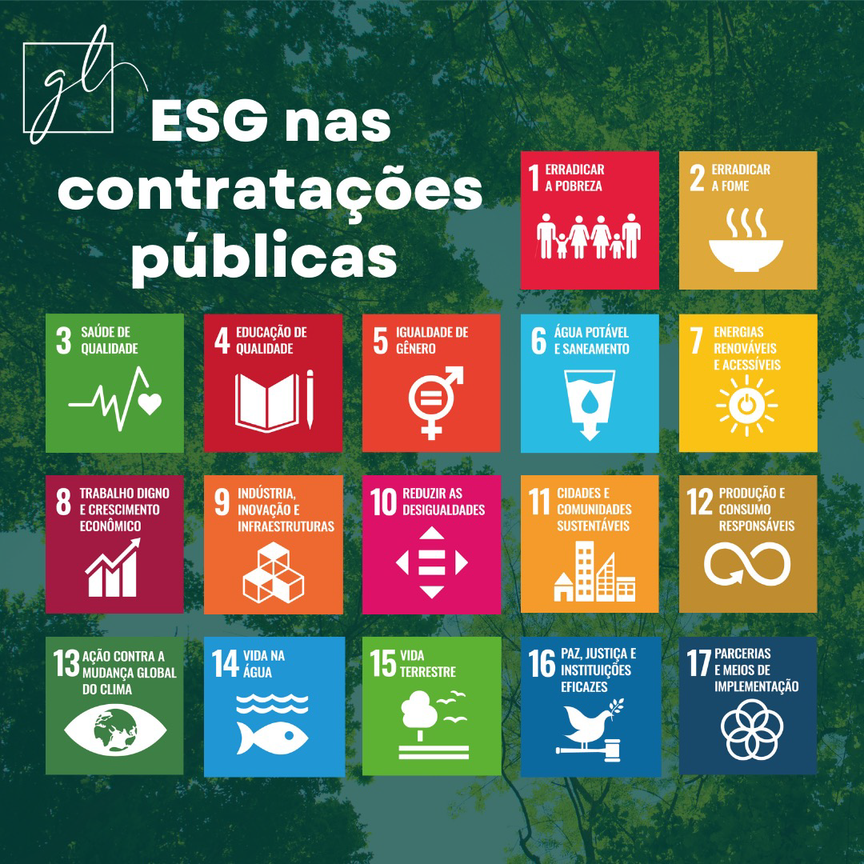 gl
ESG nas
contratações
públicas
1 ERRADICAR
A POBREZA
2 ERRADICAR
A FOME
3 SAÚDE DE
QUALIDADE
4 EDUCAÇÃO DE
QUALIDADE
5 IGUALDADE DE
GÊNERO
6 ÁGUA POTÁVEL
E SANEAMENTO
7 ENERGIAS
RENOVÁVEIS
E ACESSÍVEIS
8 TRABALHO DIGNO
E CRESCIMENTO
ECONÔMICO
9 INDÚSTRIA,
INOVAÇÃO E
INFRAESTRUTURAS
10 REDUZIR AS
DESIGUALDADES
11 CIDADES E
COMUNIDADES
SUSTENTÁVEIS
12 PRODUÇÃO E
CONSUMO
RESPONSÁVEIS
13 AÇÃO CONTRA A
MUDANÇA GLOBAL
DO CLIMA
14 VIDA NA
ÁGUA
15 VIDA
TERRESTRE
16 PAZ, JUSTIÇA E
INSTITUIÇÕES
EFICAZES
17 PARCERIAS
E MEIOS DE
IMPLEMENTAÇÃO